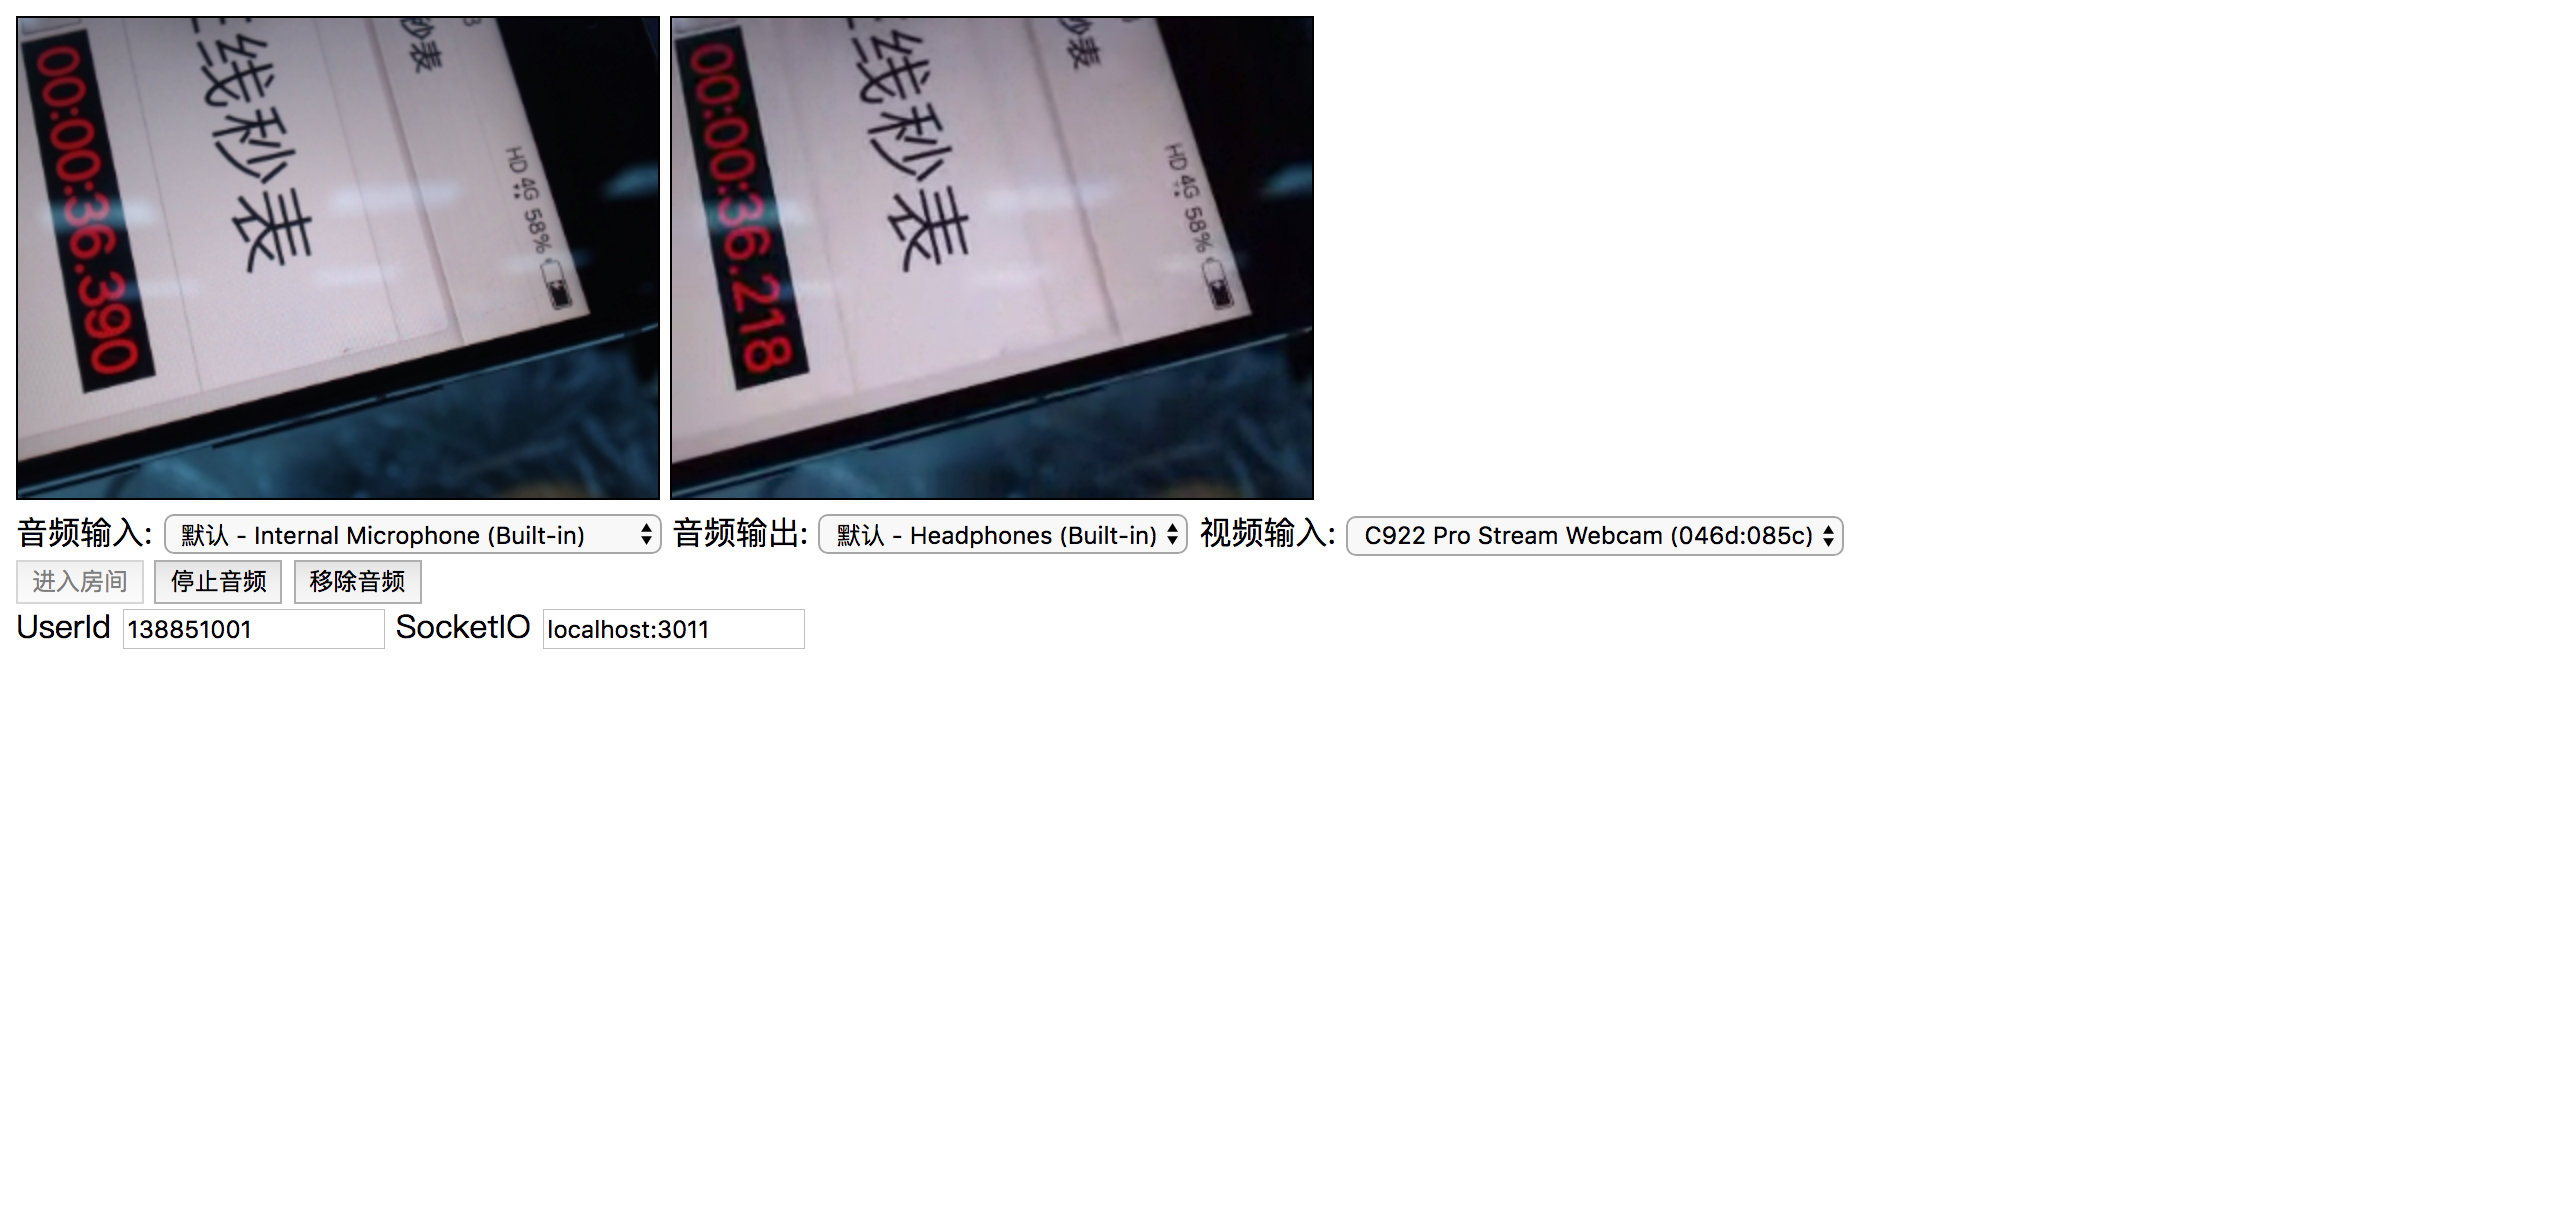 00:00:36.390
线秒表
秒表
HD 4G 58%
00:00:36.218
线秒表
秒表
HD 4G 58%
音频输入: 默认 - Internal Microphone (Built-in) 音频输出: 默认 - Headphones (Built-in) 视频输入: C922 Pro Stream Webcam (046d:085c)
进入房间 停止音频 移除音频
UserId 138851001 SocketIO localhost:3011